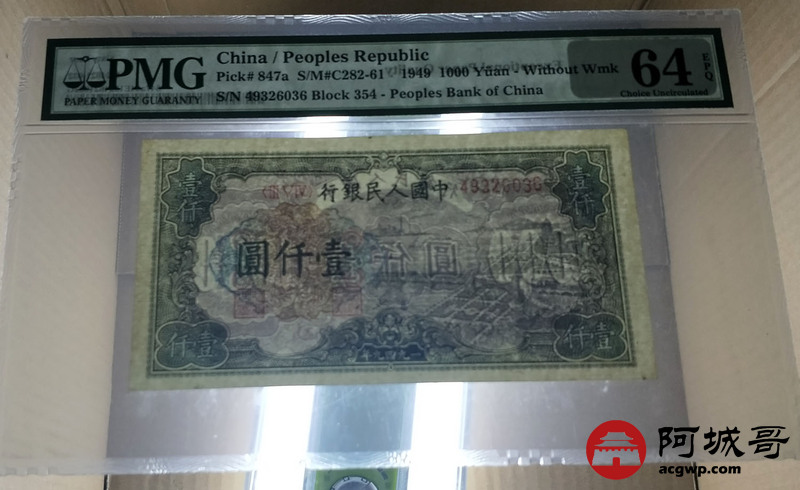 PMG
PAPER MONEY GUARANTY
China / Peoples Republic
Pick# 847a S/M#C282-61 1949 1000 Yuan - Without Wmk
S/N 49326036 Block 354 - Peoples Bank of China
64
EPQ
Choice Uncirculated
行銀民人國中
49326036
壹仟
壹仟
圓仟壹
仟壹
壹仟
阿城哥
acgwp.com